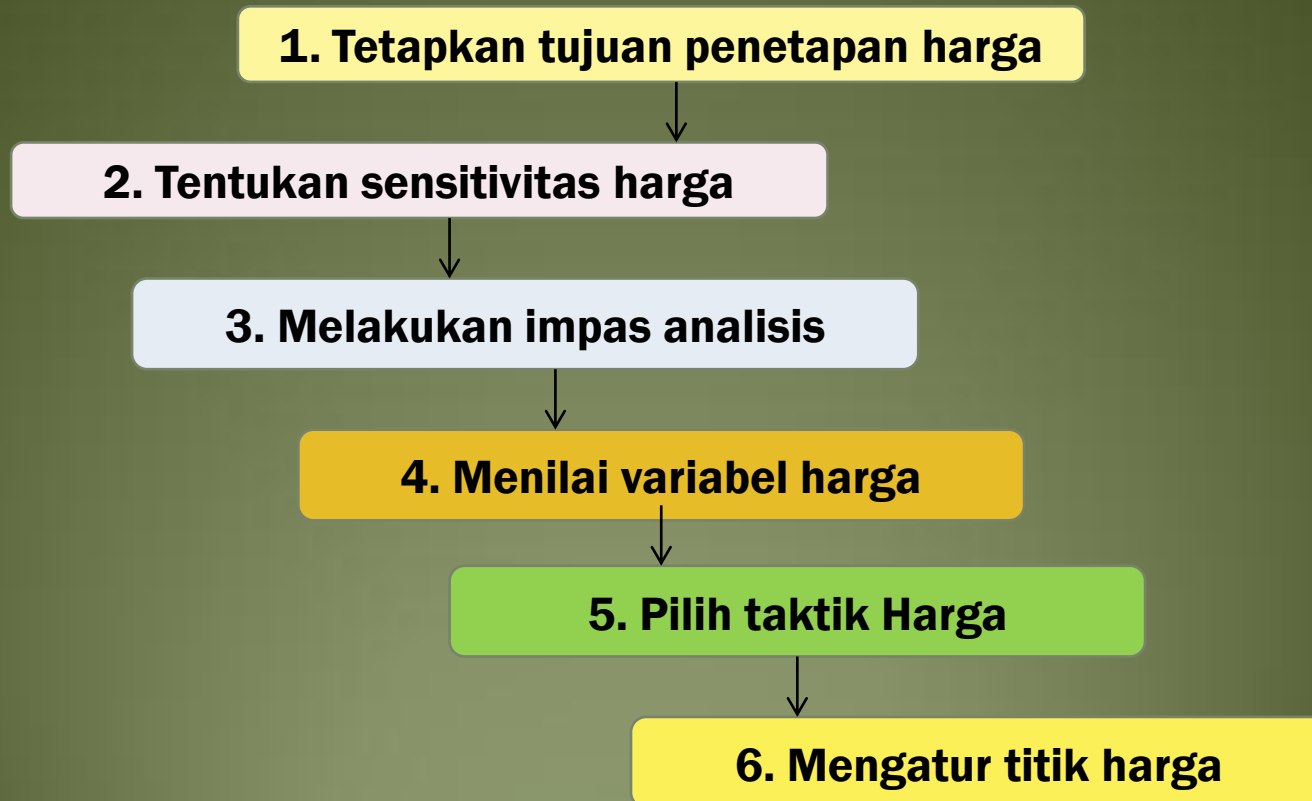 1. Tetapkan tujuan penetapan harga
2. Tentukan sensitivitas harga
3. Melakukan impas analisis
4. Menilai variabel harga
5. Pilih taktik Harga
6. Mengatur titik harga